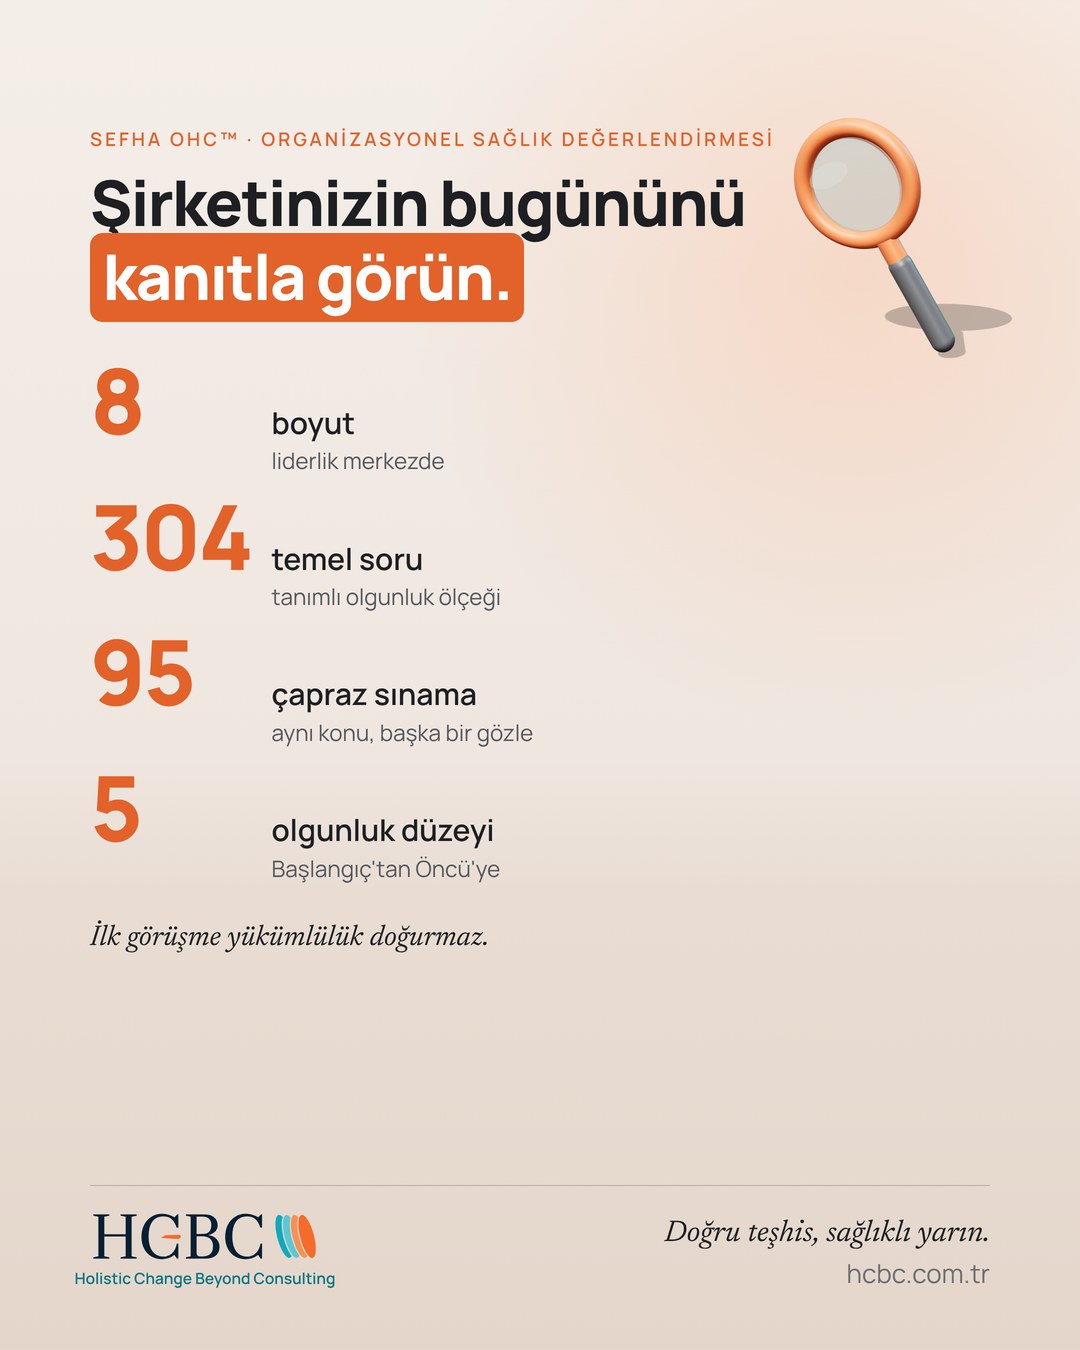 SEFHA OHC™ · ORGANİZASYONEL SAĞLIK DEĞERLENDİRMESİ
Şirketinizin bugününü
kanıtla görün.
8
boyut
liderlik merkezde
304
temel soru
tanımlı olgunluk ölçeği
95
çapraz sınama
aynı konu, başka bir gözle
5
olgunluk düzeyi
Başlangıç'tan Öncü'ye
İlk görüşme yükümlülük doğurmaz.
HCBC
Holistic Change Beyond Consulting
Doğru teşhis, sağlıklı yarın.
hcbc.com.tr